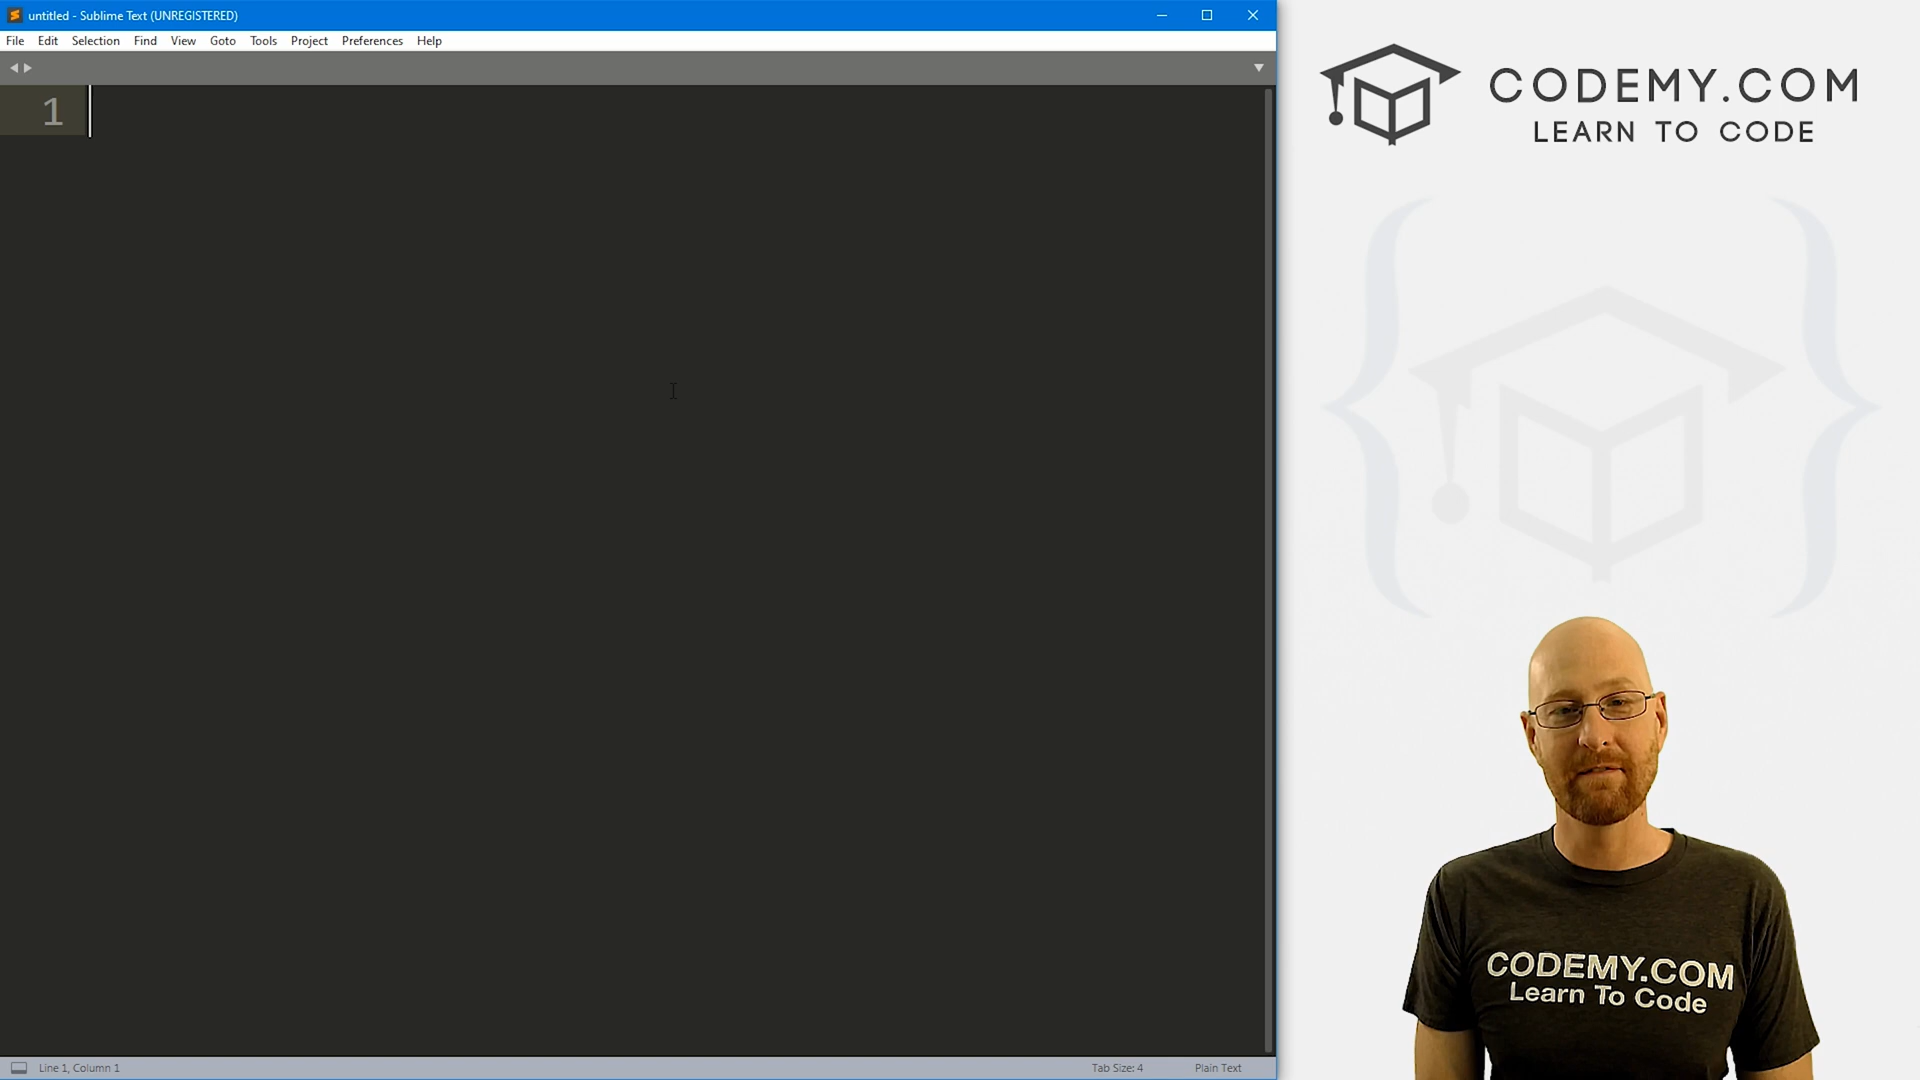 untitled - Sublime Text (UNREGISTERED)
File Edit Selection Find View Goto Tools Project Preferences Help
1
Line 1, Column 1
Tab Size: 4
Plain Text
CODEMY.COM
LEARN TO CODE
CODEMY.COM
Learn To Code